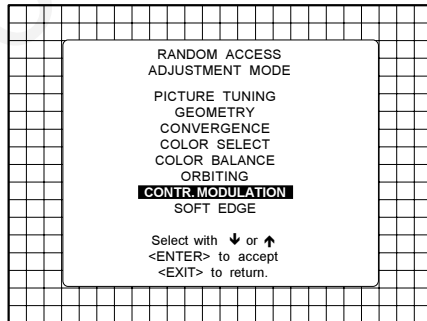 RANDOM ACCESS
ADJUSTMENT MODE
PICTURE TUNING
GEOMETRY
CONVERGENCE
COLOR SELECT
COLOR BALANCE
ORBITING
CONTR.MODULATION
SOFT EDGE
Select with ↓ or ↑
<ENTER> to accept
<EXIT> to return.